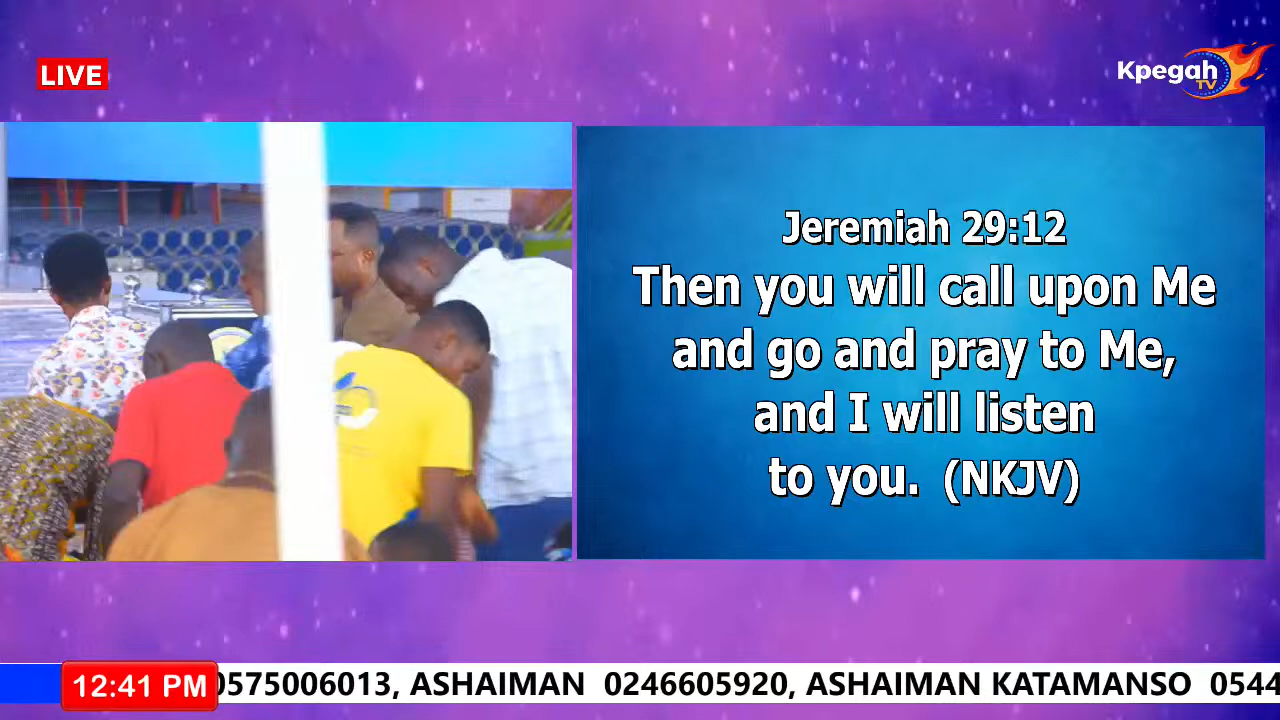 LIVE
Kpegah
TV
Jeremiah 29:12
Then you will call upon Me
and go and pray to Me,
and I will listen
to you. (NKJV)
12:41 PM
0575006013, ASHAIMAN 0246605920, ASHAIMAN KATAMANSO 0544